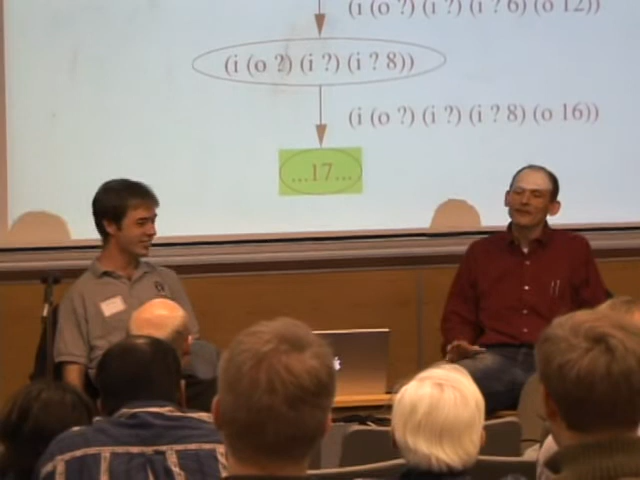 (i (o ?) (i ?) (i ? 6) (o 12))
(i (o ?) (i ?) (i ? 8))
(i (o ?) (i ?) (i ? 8) (o 16))
...17...